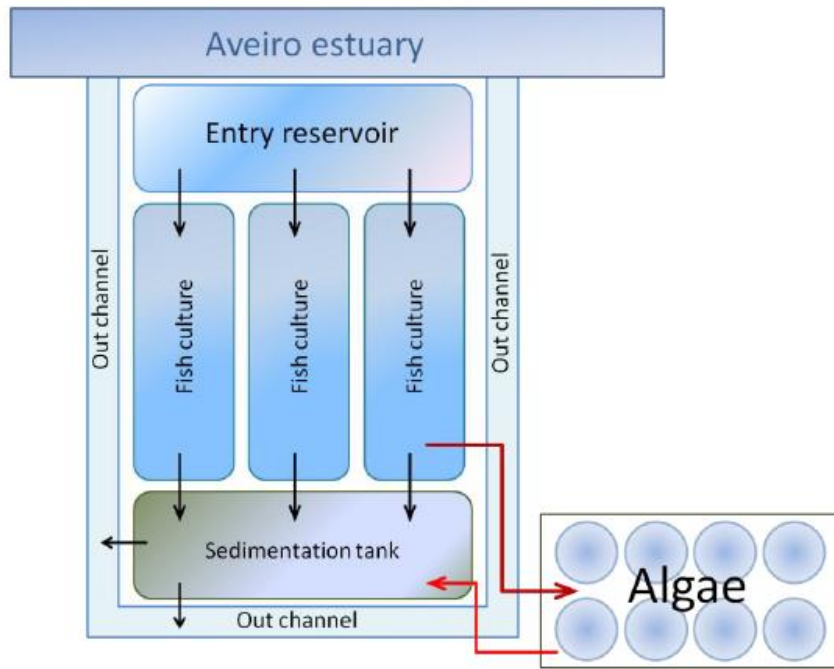 Aveiro estuary
Entry reservoir
Out channel
Fish culture
Fish culture
Fish culture
Out channel
Sedimentation tank
Algae
Out channel